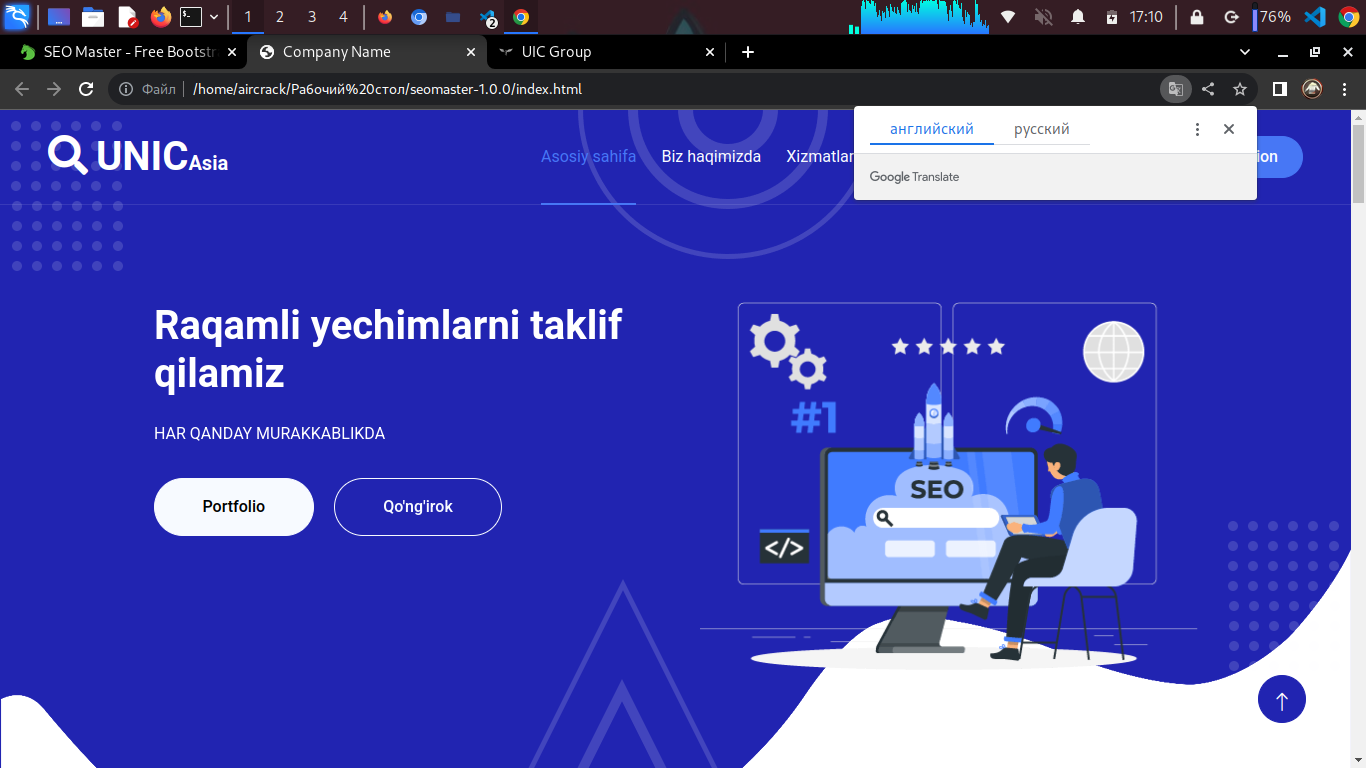 1 2 3 4 2 17:10 76%
SEO Master - Free Bootstr
Company Name
UIC Group
Файл /home/aircrack/Рабочий%20стол/seomaster-1.0.0/index.html
английский русский
Google Translate
UNICAsia
Asosiy sahifa Biz haqimizda Xizmatlar ion
Raqamli yechimlarni taklif
qilamiz
HAR QANDAY MURAKKABLIKDA
Portfolio Qo'ng'irok
#1
SEO
</>